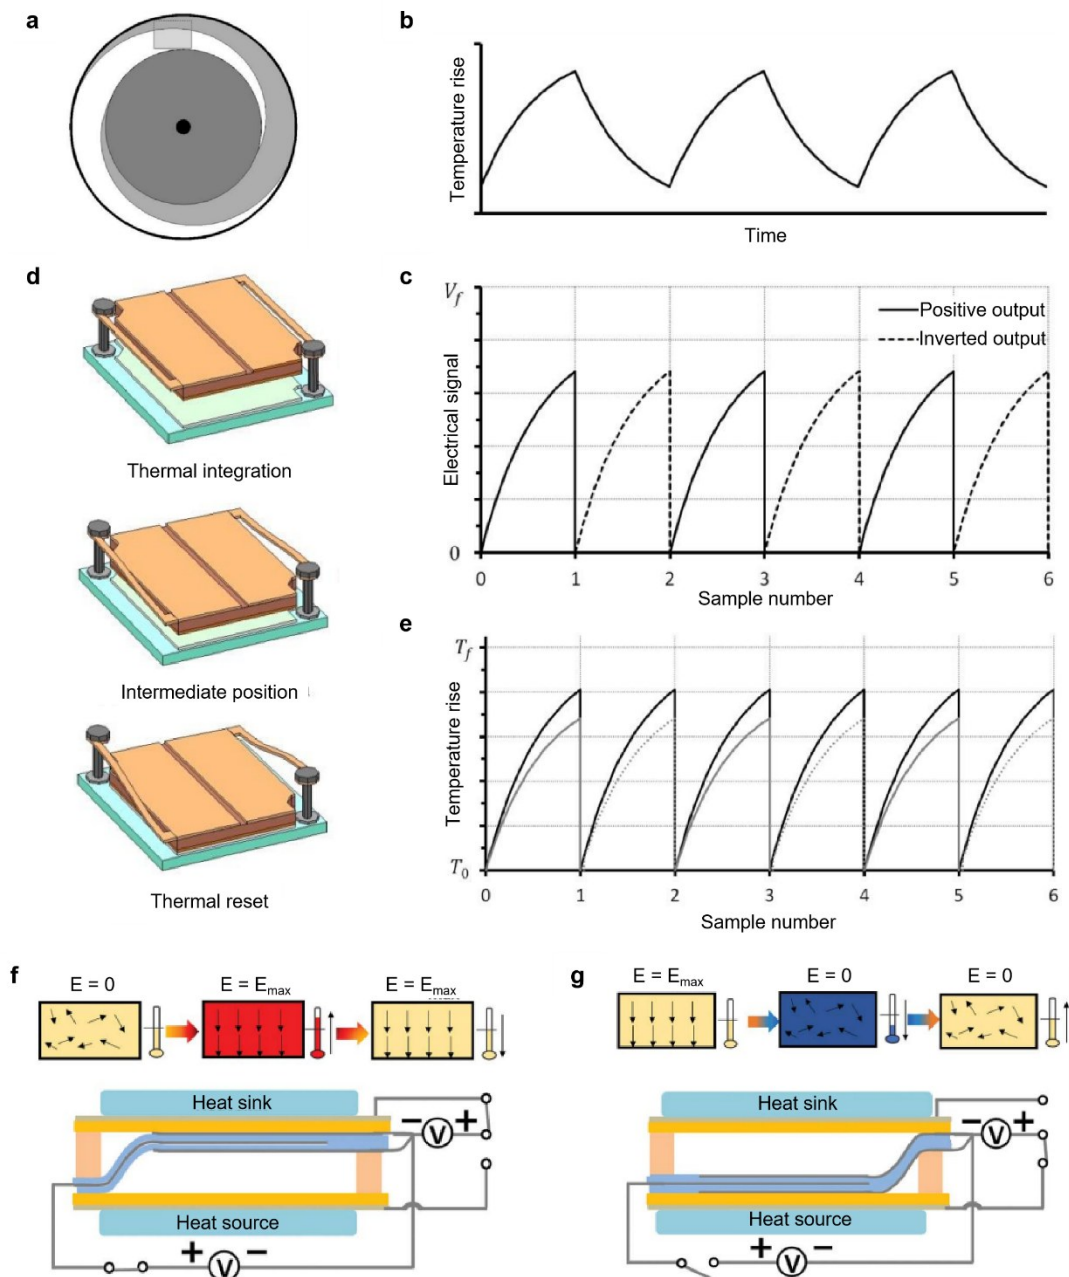 a
b
Temperature rise
Time
d
Thermal integration
Intermediate position
Thermal reset
c
V_f
Positive output
Inverted output
Electrical signal
0
0 1 2 3 4 5 6
Sample number
e
T_f
Temperature rise
T_0
0 1 2 3 4 5 6
Sample number
f
E = 0 E = E_max E = E_max
Heat sink
− V +
Heat source
+ V −
g
E = E_max E = 0 E = 0
Heat sink
− V +
Heat source
+ V −